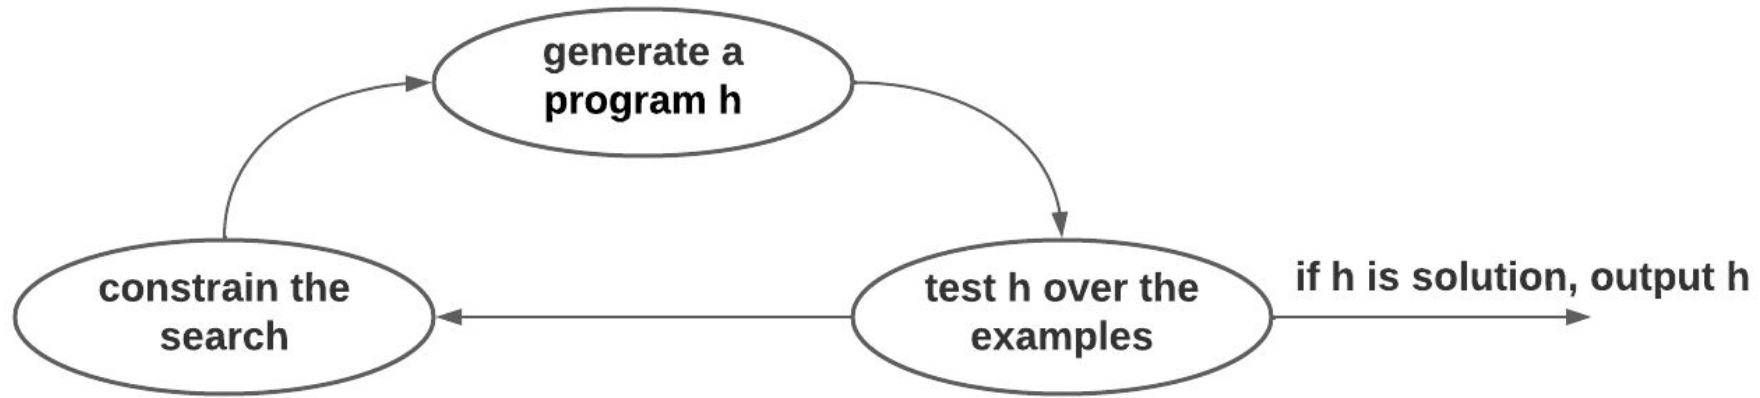 generate a
program h
constrain the
search
test h over the
examples
if h is solution, output h